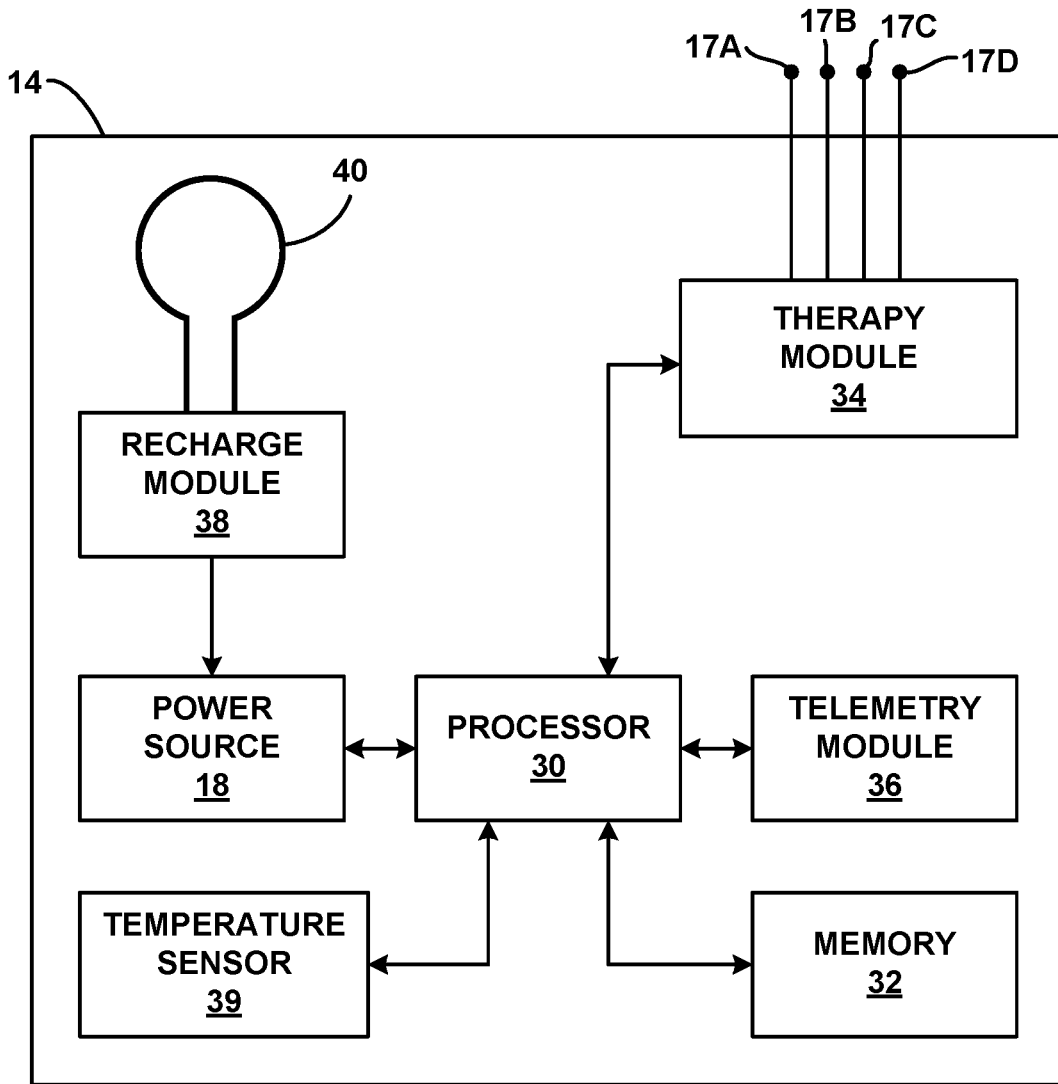 17A
17B
17C
17D
14
40
THERAPY
MODULE
34
RECHARGE
MODULE
38
POWER
SOURCE
18
PROCESSOR
30
TELEMETRY
MODULE
36
TEMPERATURE
SENSOR
39
MEMORY
32